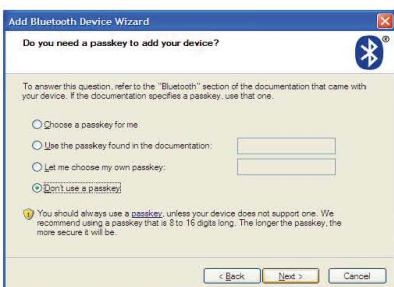 Add Bluetooth Device Wizard
Do you need a passkey to add your device?
®
To answer this question, refer to the "Bluetooth" section of the documentation that came with
your device. If the documentation specifies a passkey, use that one.
Choose a passkey for me
Use the passkey found in the documentation:
Let me choose my own passkey:
Don't use a passkey
You should always use a passkey, unless your device does not support one. We
recommend using a passkey that is 8 to 16 digits long. The longer the passkey, the
more secure it will be.
< Back Next > Cancel